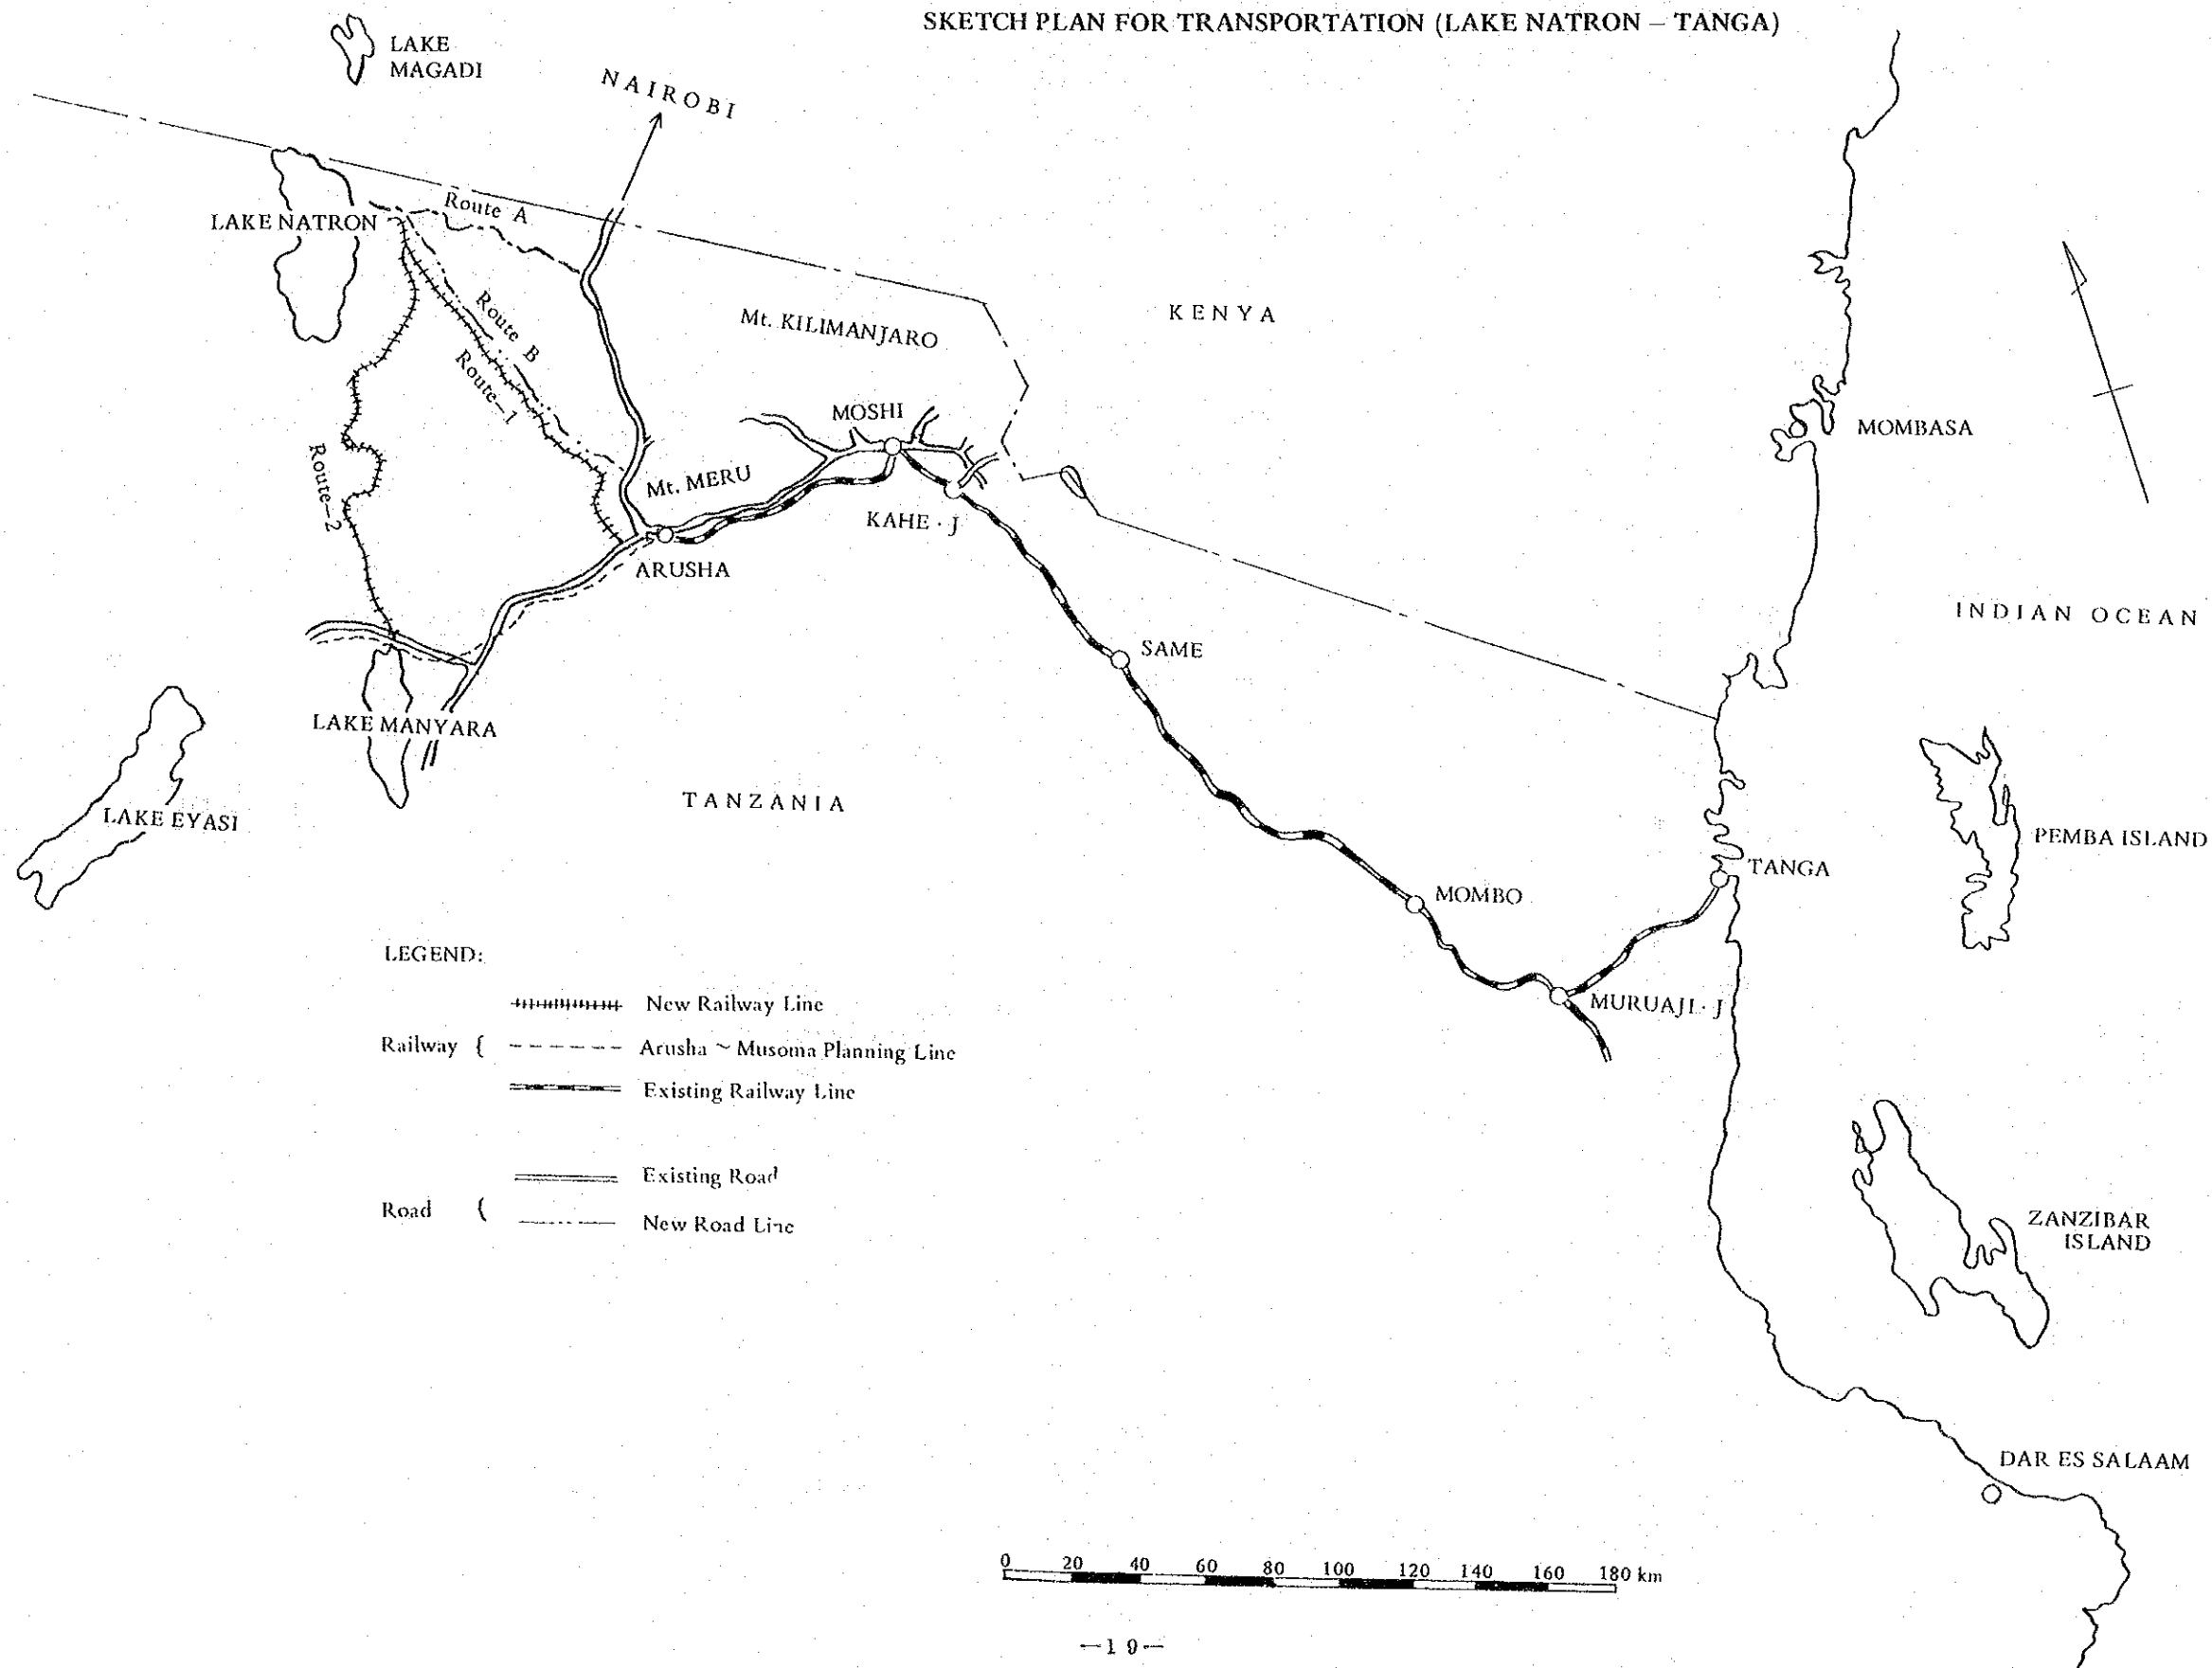 SKETCH PLAN FOR TRANSPORTATION (LAKE NATRON – TANGA)
LAKE
MAGADI
NAIROBI
Route A
LAKE NATRON
Route B
Route–1
Route–2
Mt. KILIMANJARO
KENYA
MOSHI
MOMBASA
Mt. MERU
KAHE · J
ARUSHA
INDIAN OCEAN
SAME
LAKE MANYARA
TANZANIA
LAKE EYASI
PEMBA ISLAND
TANGA
MOMBO
MURUAJI · J
LEGEND:
New Railway Line
Railway { Arusha ~ Musoma Planning Line
Existing Railway Line
Existing Road
Road (
New Road Line
ZANZIBAR
ISLAND
DAR ES SALAAM
0 20 40 60 80 100 120 140 160 180 km
—19—